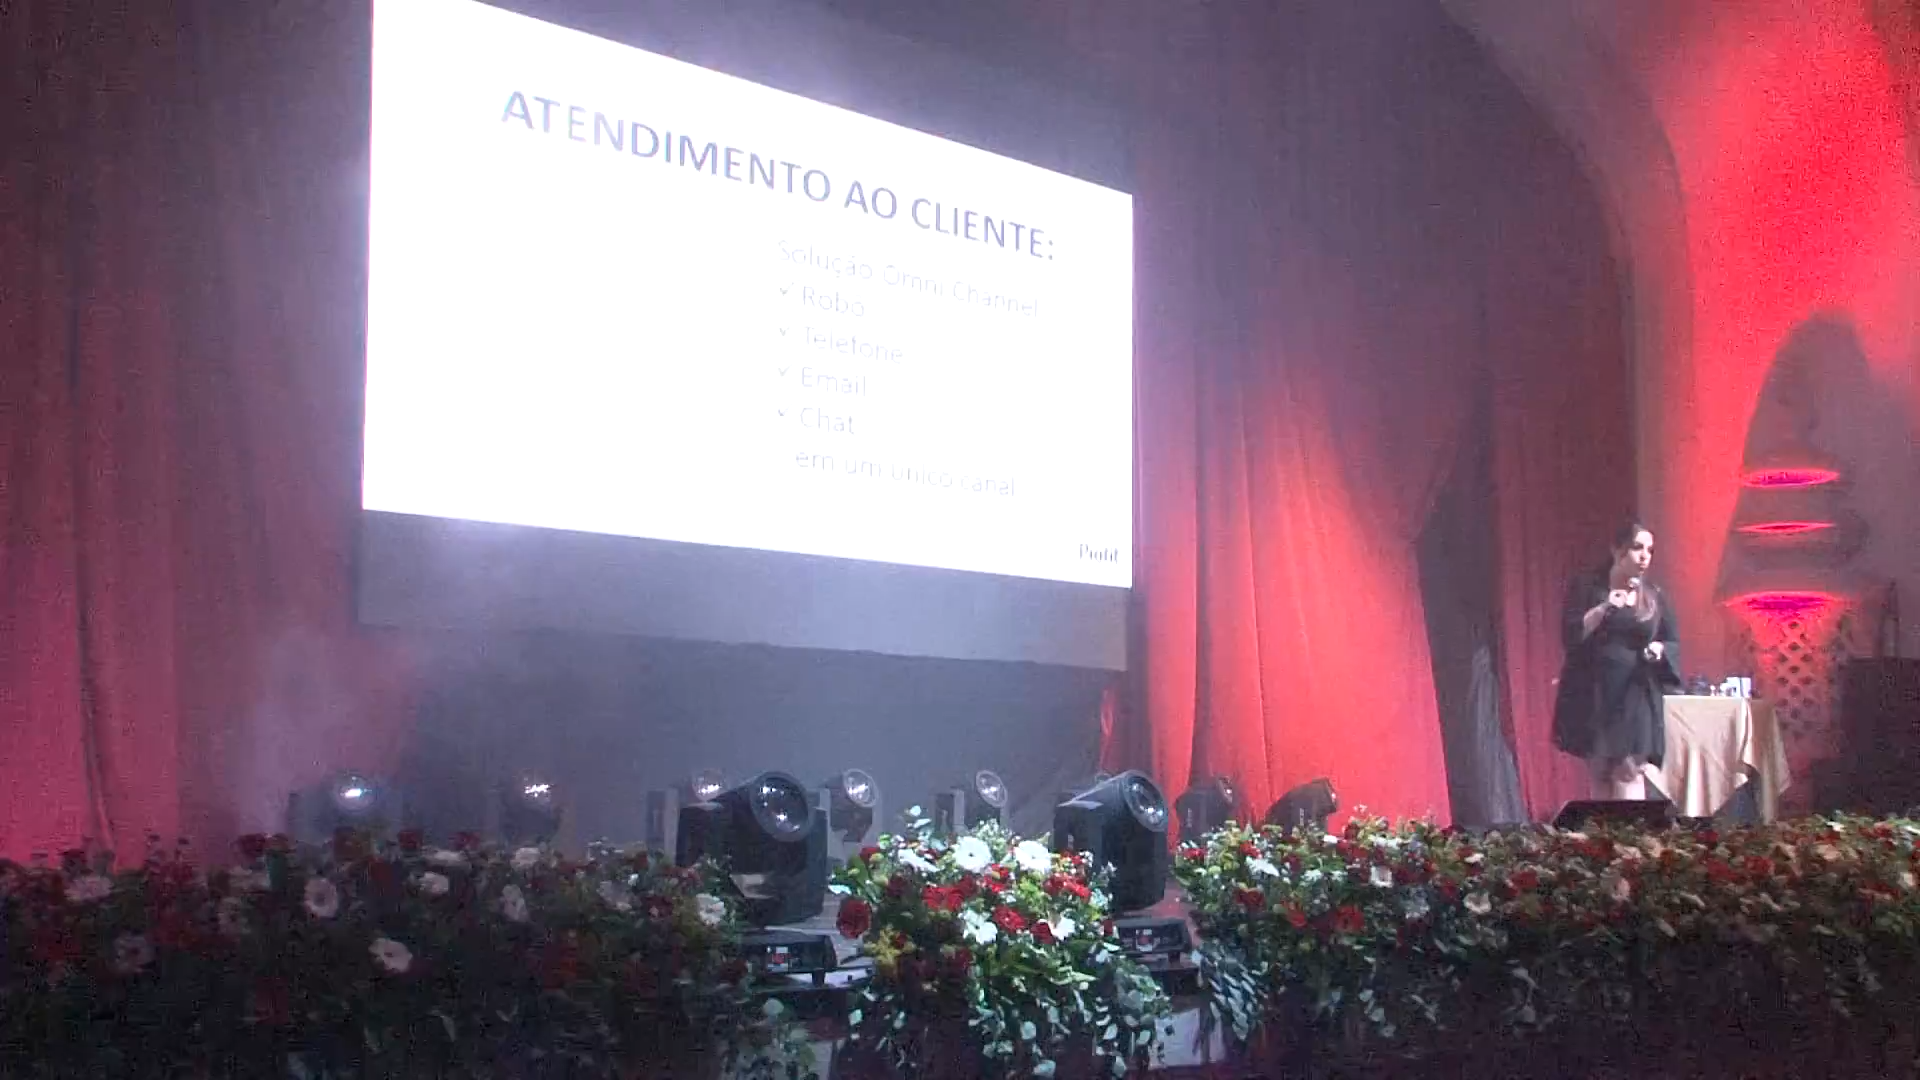 ATENDIMENTO AO CLIENTE:
Solução Omni Channel
✓ Robo
✓ Telefone
✓ Email
✓ Chat
em um único canal